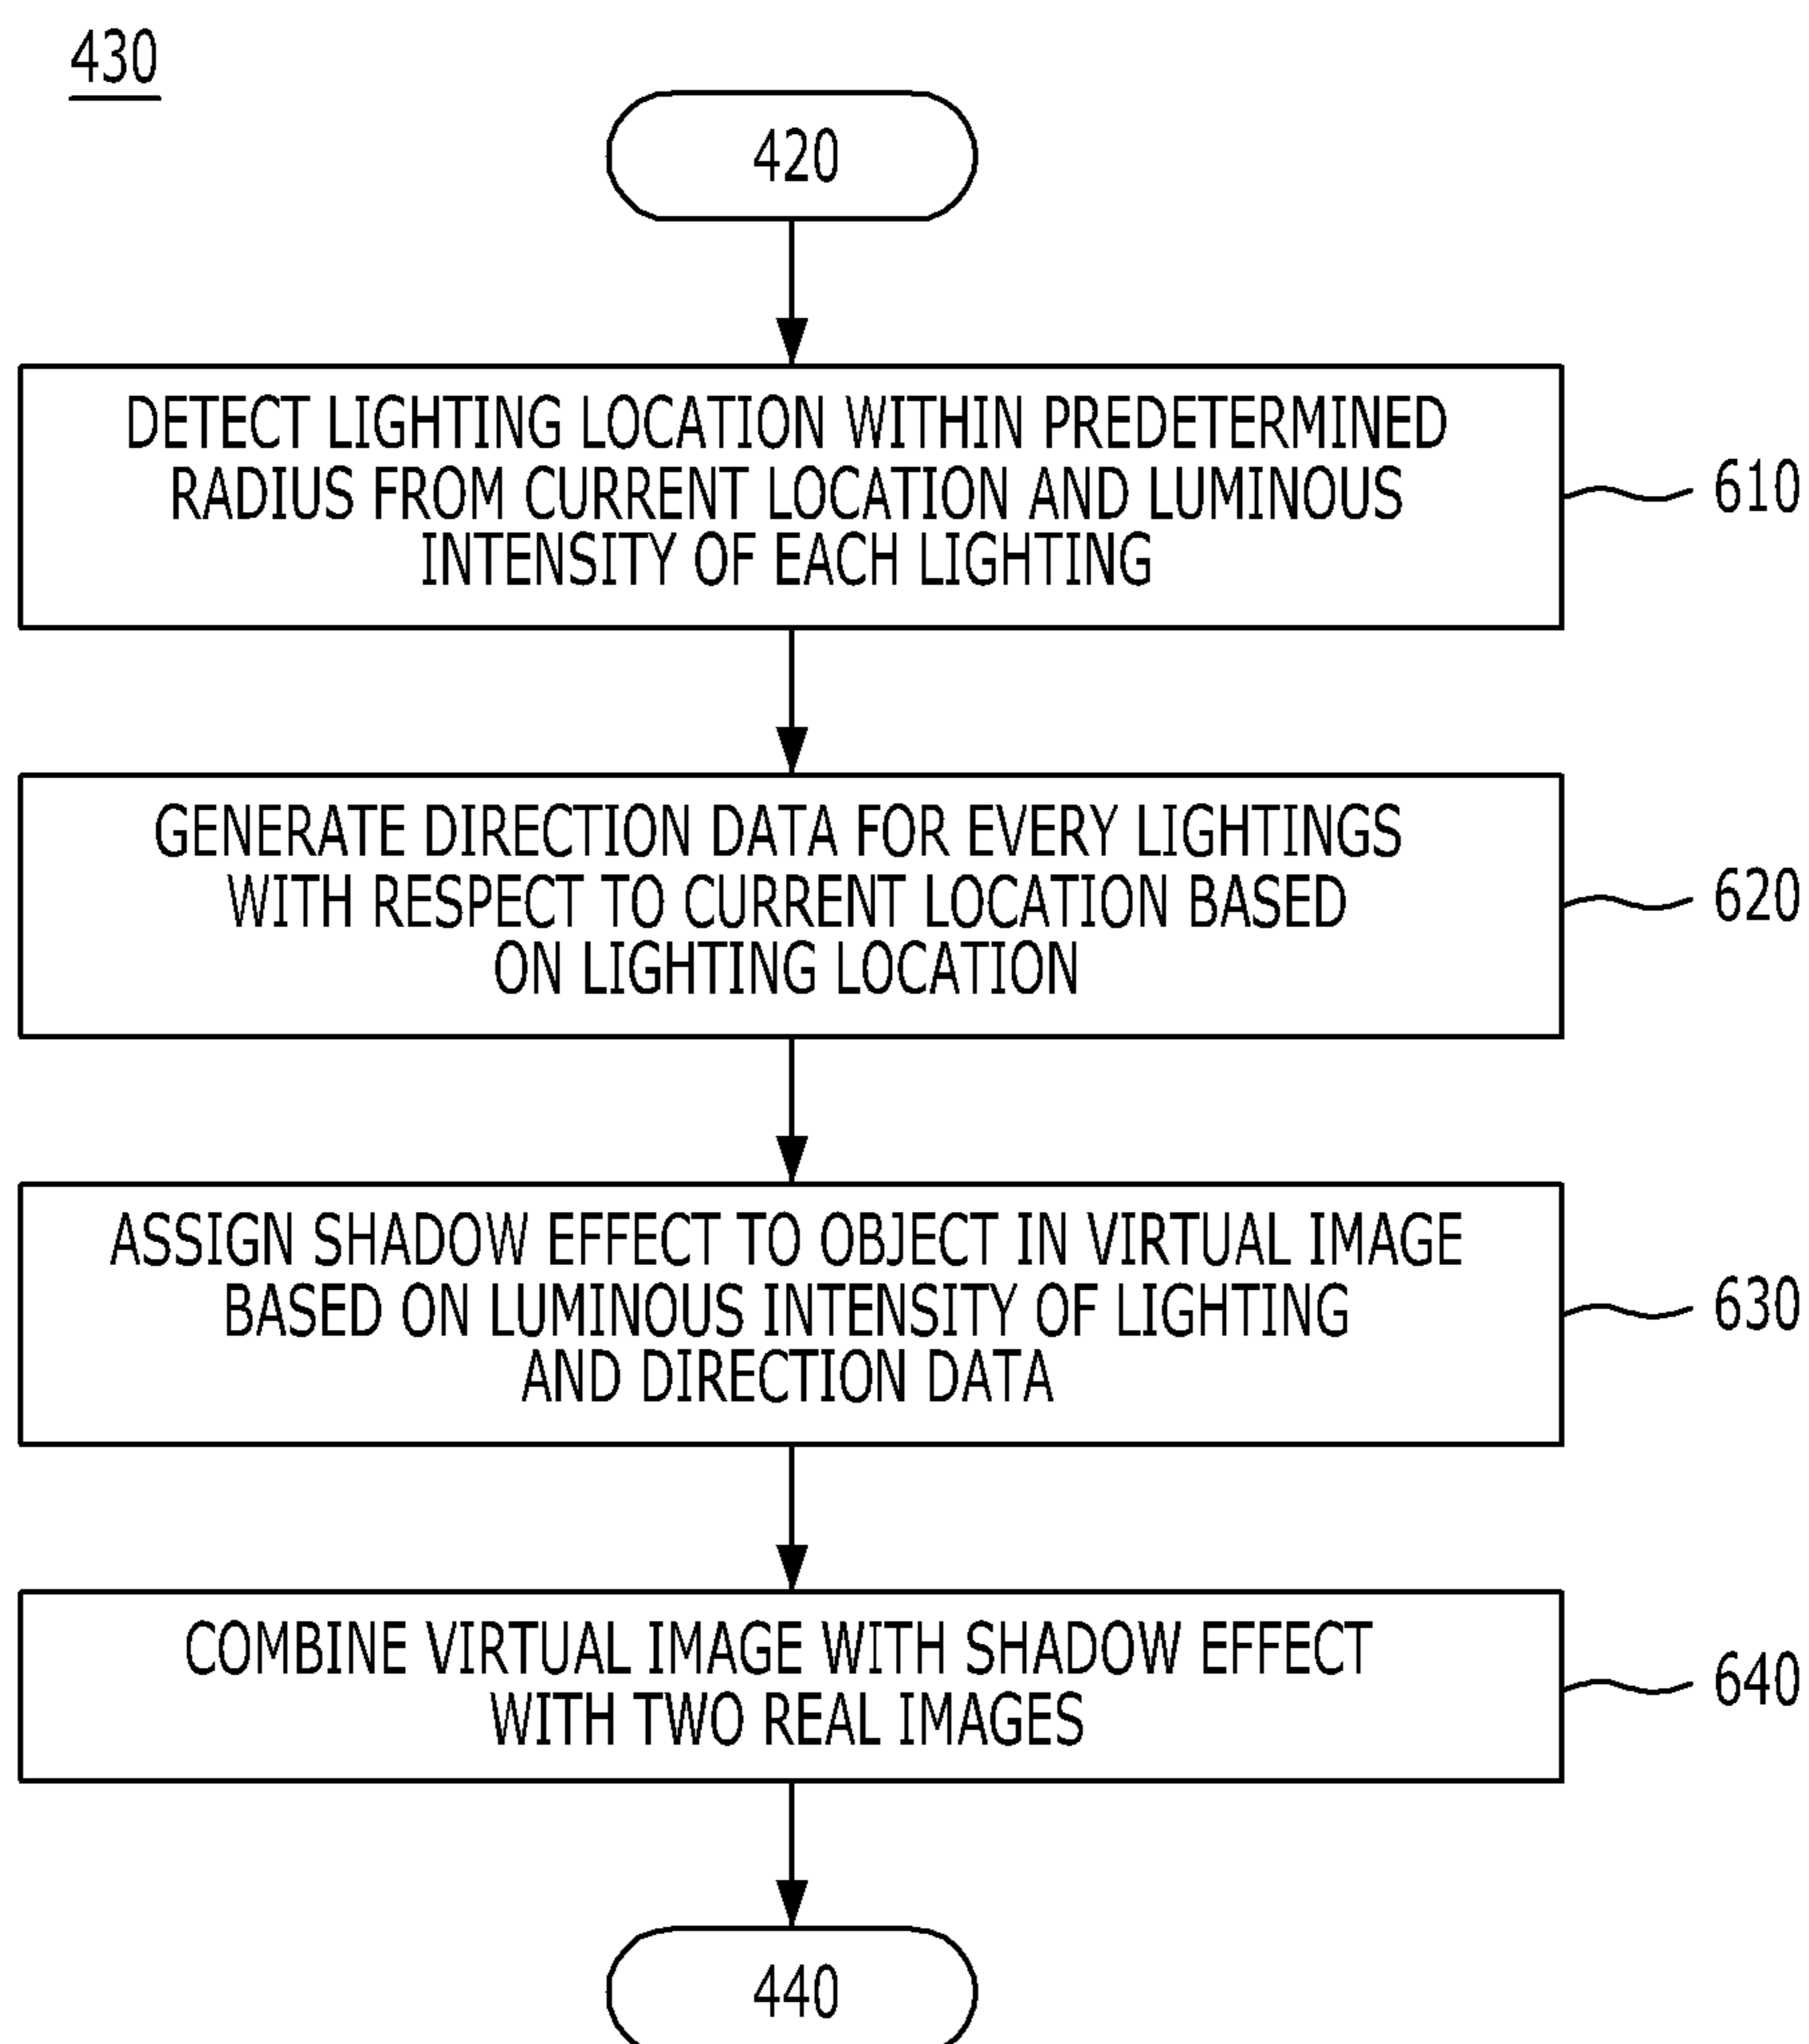 430
420
DETECT LIGHTING LOCATION WITHIN PREDETERMINED
RADIUS FROM CURRENT LOCATION AND LUMINOUS
INTENSITY OF EACH LIGHTING
610
GENERATE DIRECTION DATA FOR EVERY LIGHTINGS
WITH RESPECT TO CURRENT LOCATION BASED
ON LIGHTING LOCATION
620
ASSIGN SHADOW EFFECT TO OBJECT IN VIRTUAL IMAGE
BASED ON LUMINOUS INTENSITY OF LIGHTING
AND DIRECTION DATA
630
COMBINE VIRTUAL IMAGE WITH SHADOW EFFECT
WITH TWO REAL IMAGES
640
440